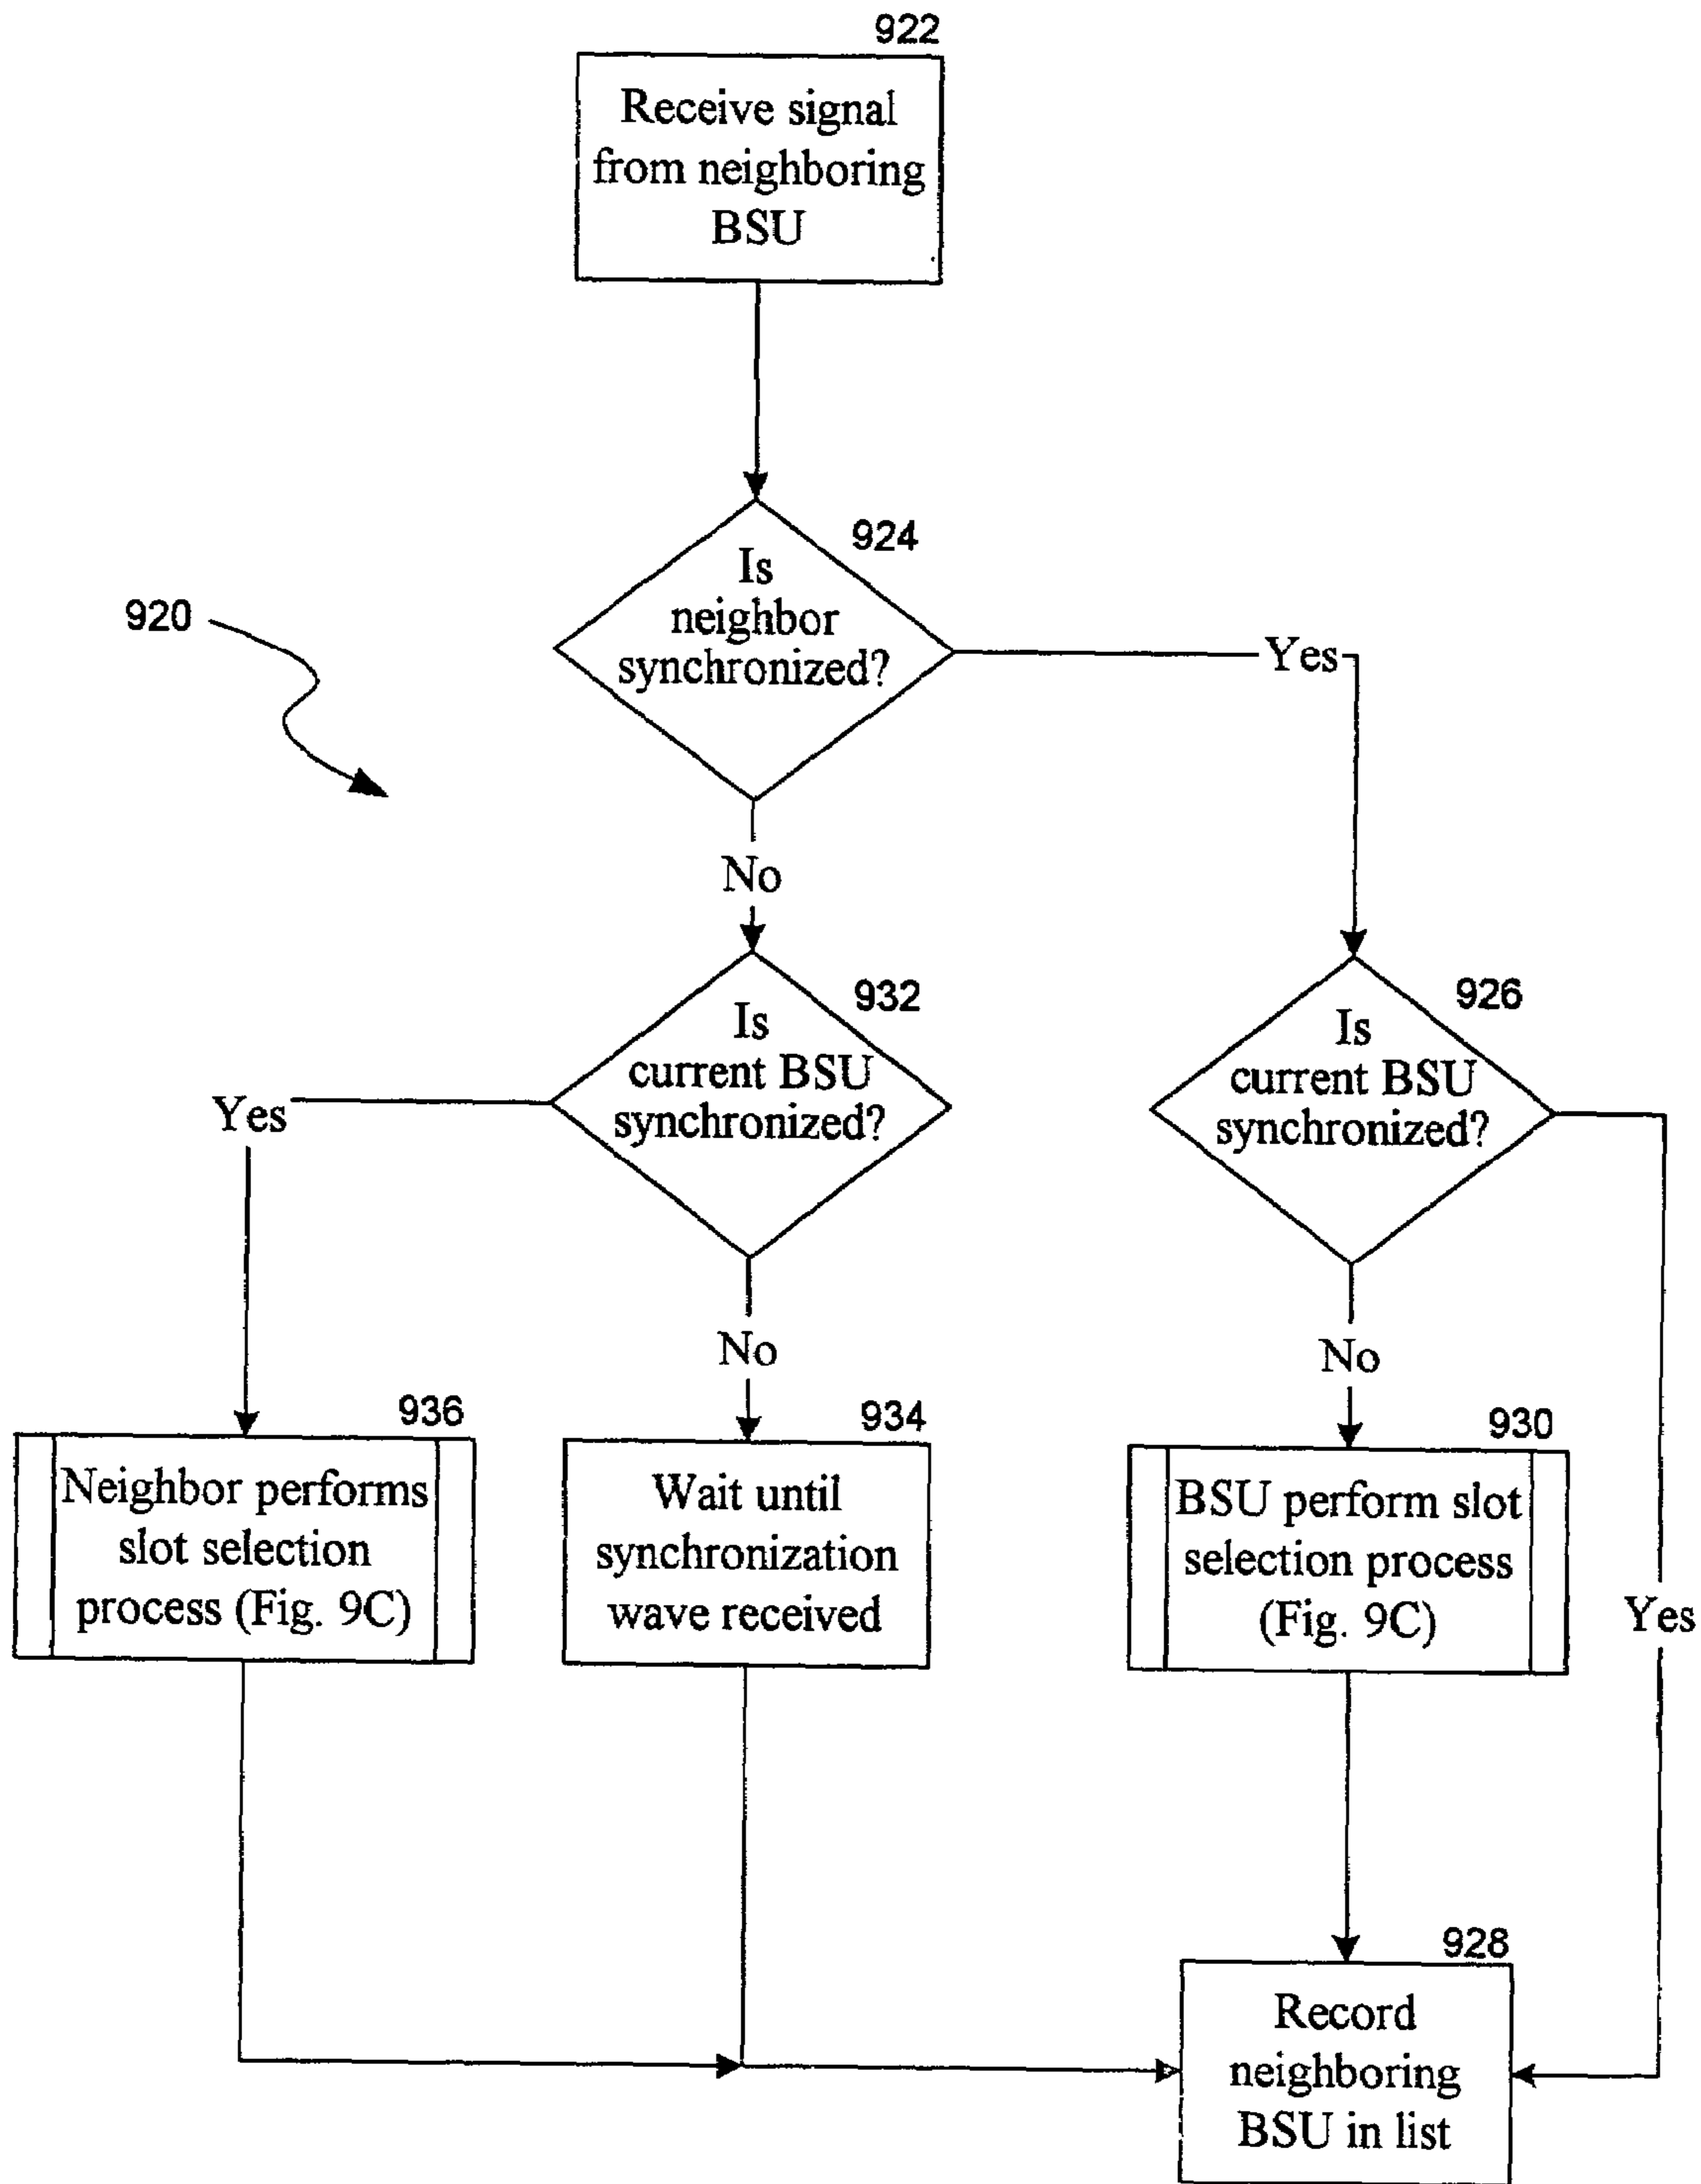 922
Receive signal
from neighboring
BSU
924
Is
neighbor
synchronized?
920
Yes
No
932
Is
current BSU
synchronized?
926
Is
current BSU
synchronized?
Yes
No
No
Yes
936
Neighbor performs
slot selection
process (Fig. 9C)
934
Wait until
synchronization
wave received
930
BSU perform slot
selection process
(Fig. 9C)
928
Record
neighboring
BSU in list